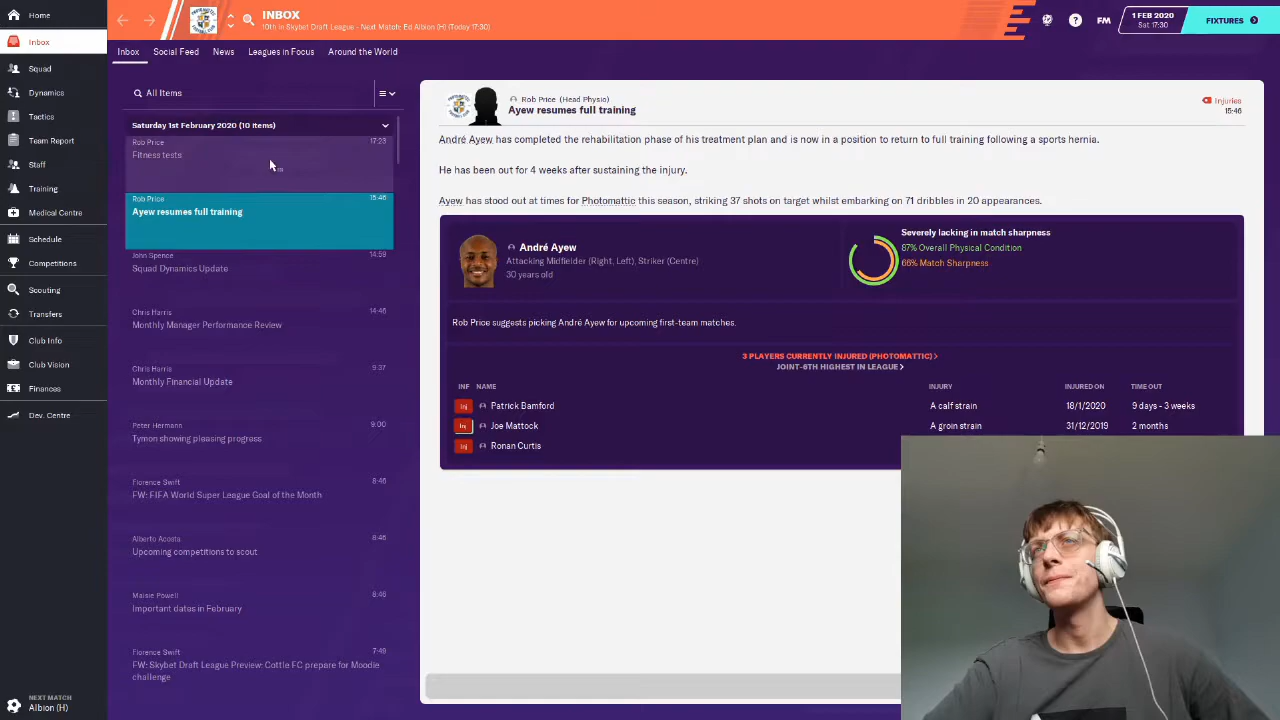 INBOX
10th in Skybet Draft League - Next Match: Ed Albion (H) (Today 17:30)
FM
1 FEB 2020
Sat 17:30
FIXTURES
Home
Inbox
Squad
Dynamics
Tactics
Team Report
Staff
Training
Medical Centre
Schedule
Competitions
Scouting
Transfers
Club Info
Club Vision
Finances
Dev. Centre
NEXT MATCH
Albion (H)
Inbox
Social Feed
News
Leagues in Focus
Around the World
All Items
Saturday 1st February 2020 (10 Items)
Rob Price 17:23
Fitness tests
Rob Price 15:46
Ayew resumes full training
John Spence 14:59
Squad Dynamics Update
Chris Harris 14:46
Monthly Manager Performance Review
Chris Harris 9:37
Monthly Financial Update
Peter Hermann 9:00
Tymon showing pleasing progress
Florence Swift 8:46
FW: FIFA World Super League Goal of the Month
Alberto Acosta 8:46
Upcoming competitions to scout
Maisie Powell 8:46
Important dates in February
Florence Swift 7:49
FW: Skybet Draft League Preview: Cottle FC prepare for Moodie
challenge
Rob Price (Head Physio)
Ayew resumes full training
Injuries
15:46
André Ayew has completed the rehabilitation phase of his treatment plan and is now in a position to return to full training following a sports hernia.
He has been out for 4 weeks after sustaining the injury.
Ayew has stood out at times for Photomattic this season, striking 37 shots on target whilst embarking on 71 dribbles in 20 appearances.
André Ayew
Attacking Midfielder (Right, Left), Striker (Centre)
30 years old
Severely lacking in match sharpness
87% Overall Physical Condition
66% Match Sharpness
Rob Price suggests picking André Ayew for upcoming first-team matches.
3 PLAYERS CURRENTLY INJURED (PHOTOMATTIC) >
JOINT-6TH HIGHEST IN LEAGUE >
INF NAME INJURY INJURED ON TIME OUT
Inj Patrick Bamford A calf strain 18/1/2020 9 days - 3 weeks
Inj Joe Mattock A groin strain 31/12/2019 2 months
Inj Ronan Curtis